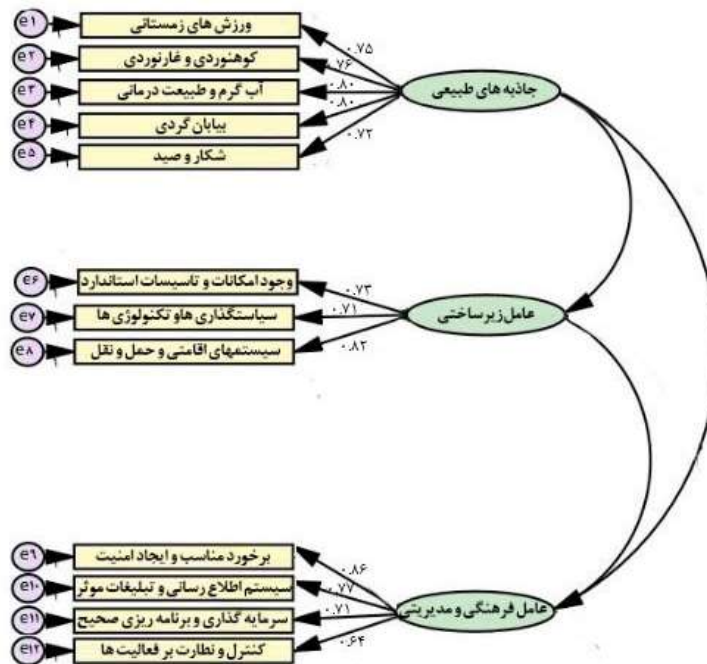 e۱ ورزش های زمستانی ۰.۷۵
e۲ کوهنوردی و غارنوردی ۰.۷۶
e۳ آب گرم و طبیعت درمانی ۰.۸۰ جاذبه های طبیعی
e۴ بیابان گردی ۰.۸۰
e۵ شکار و صید ۰.۷۲
e۶ وجود امکانات و تاسیسات استاندارد ۰.۷۳
e۷ سیاستگذاری هاو تکنولوژی ها ۰.۷۱ عامل زیرساختی
e۸ سیستمهای اقامتی و حمل و نقل ۰.۸۲
e۹ برخورد مناسب و ایجاد امنیت ۰.۸۶
e۱۰ سیستم اطلاع رسانی و تبلیغات موثر ۰.۷۷
e۱۱ سرمایه گذاری و برنامه ریزی صحیح ۰.۷۱ عامل فرهنگی و مدیریتی
e۱۲ کنترل و نظارت بر فعالیت ها ۰.۶۴